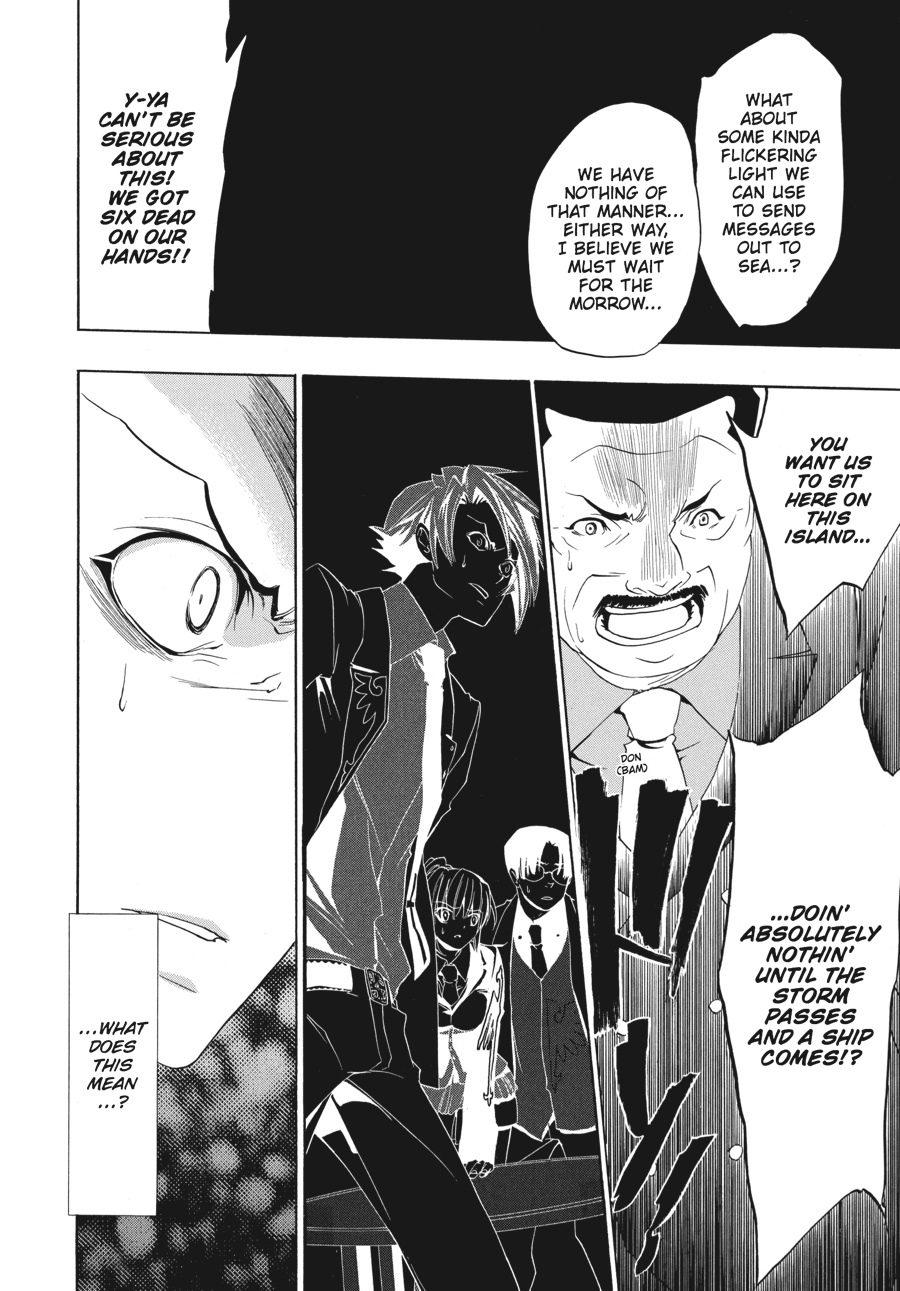 WHAT
ABOUT
SOME KINDA
FLICKERING
LIGHT WE
CAN USE
TO SEND
MESSAGES
OUT TO
SEA...?
WE HAVE
NOTHING OF
THAT MANNER...
EITHER WAY,
I BELIEVE WE
MUST WAIT
FOR THE
MORROW...
Y-YA
CAN'T BE
SERIOUS
ABOUT
THIS!
WE GOT
SIX DEAD
ON OUR
HANDS!!
YOU
WANT US
TO SIT
HERE ON
THIS
ISLAND...
DON
(BAM)
...DOIN'
ABSOLUTELY
NOTHIN'
UNTIL THE
STORM
PASSES
AND A SHIP
COMES!?
...WHAT
DOES
THIS
MEAN
...?